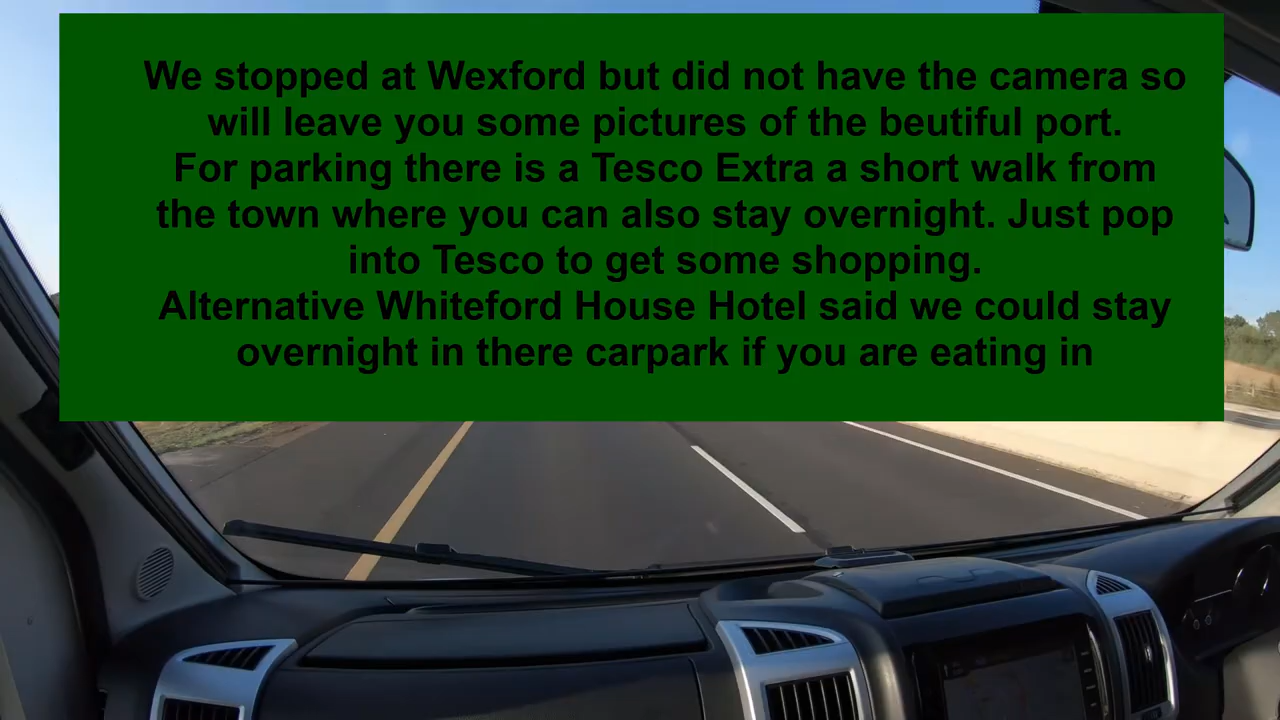 We stopped at Wexford but did not have the camera so
will leave you some pictures of the beutiful port.
For parking there is a Tesco Extra a short walk from
the town where you can also stay overnight. Just pop
into Tesco to get some shopping.
Alternative Whiteford House Hotel said we could stay
overnight in there carpark if you are eating in